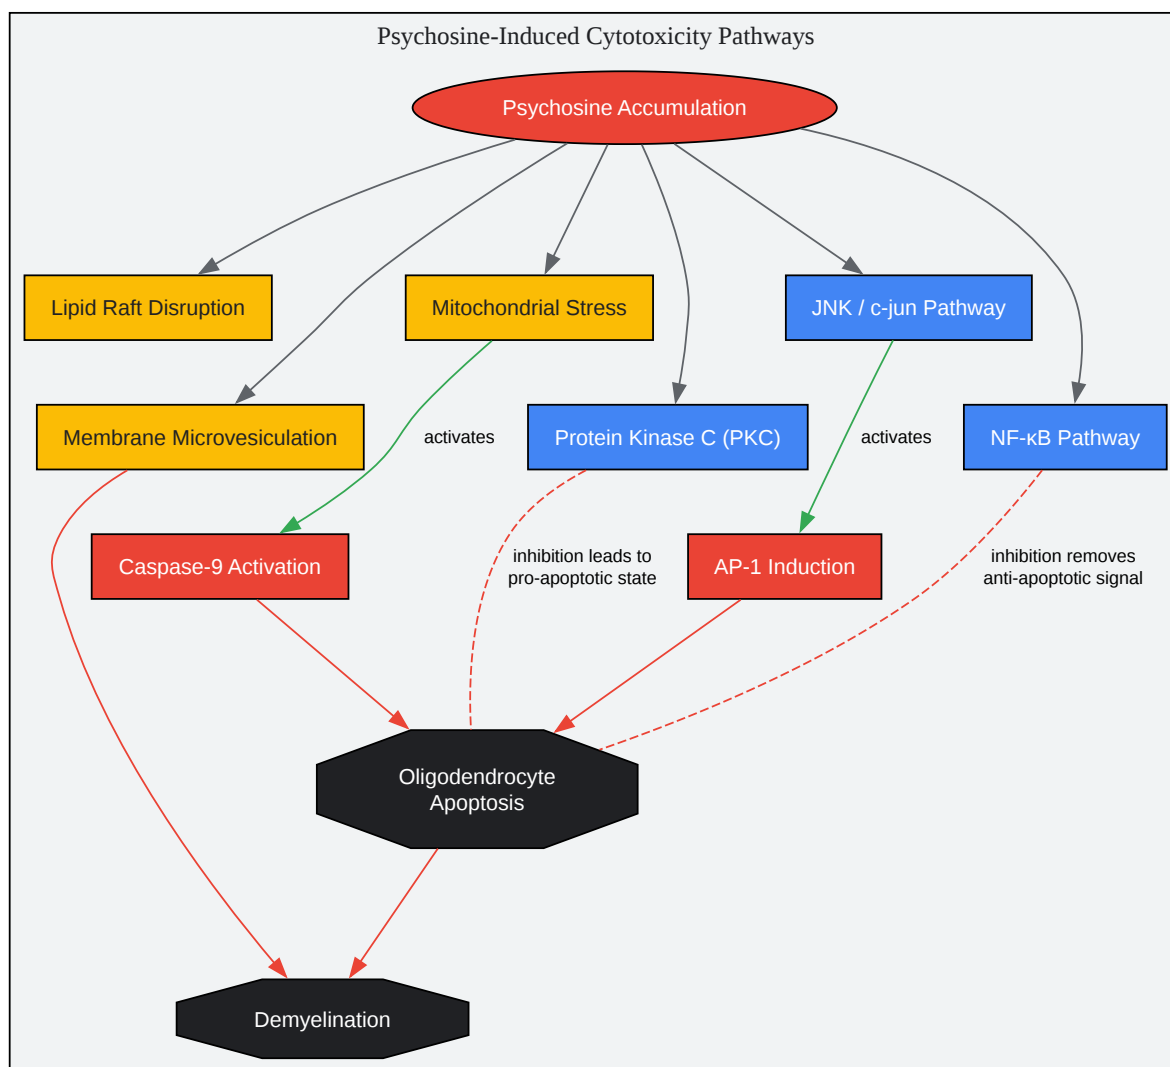 Psychosine-Induced Cytotoxicity Pathways
Psychosine Accumulation
Lipid Raft Disruption
Mitochondrial Stress
JNK / c-jun Pathway
Membrane Microvesiculation
activates
Protein Kinase C (PKC)
activates
NF-κB Pathway
Caspase-9 Activation
inhibition leads to
pro-apoptotic state
AP-1 Induction
inhibition removes
anti-apoptotic signal
Oligodendrocyte
Apoptosis
Demyelination